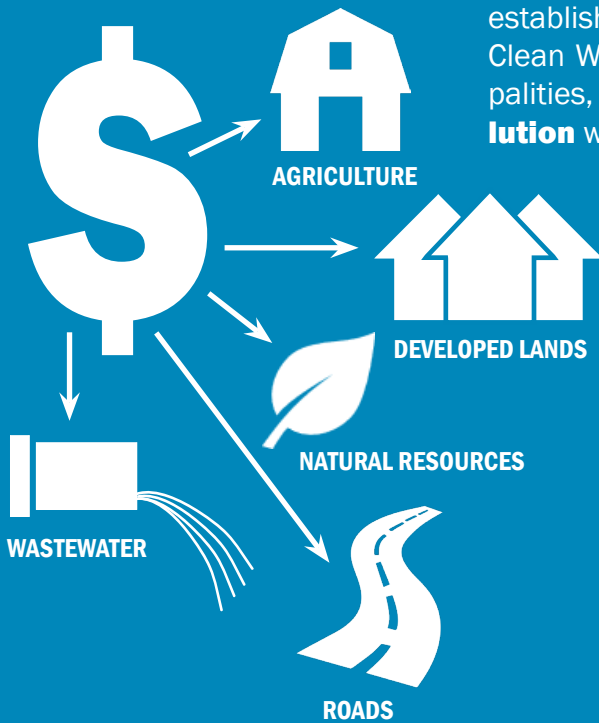 establish
Clean W
palities,
lution w
$
AGRICULTURE
DEVELOPED LANDS
NATURAL RESOURCES
WASTEWATER
ROADS